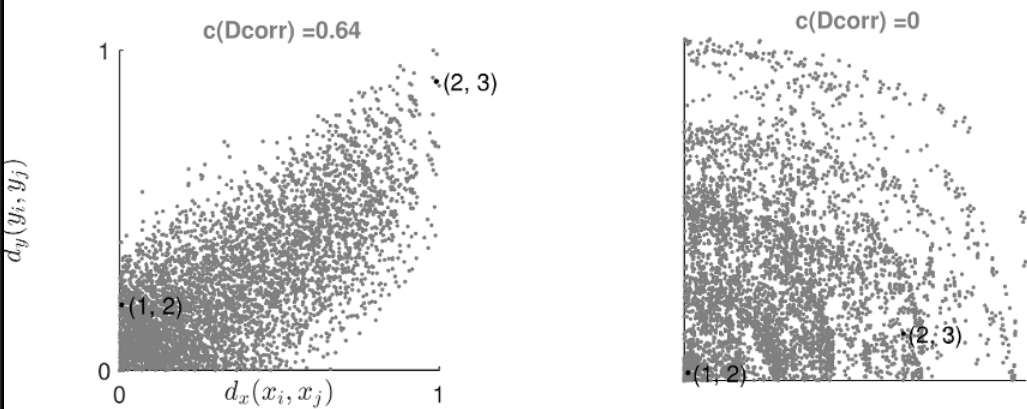 c(Dcorr) =0.64
1
(2, 3)
d_y(y_i, y_j)
(1, 2)
0
0
d_x(x_i, x_j)
1
c(Dcorr) =0
(2, 3)
(1, 2)